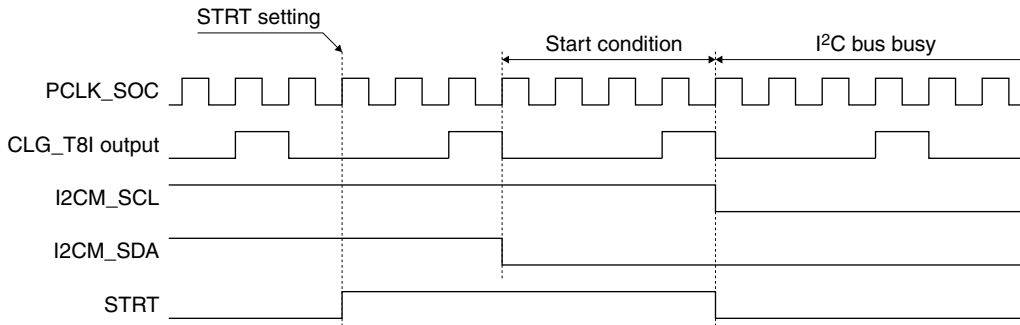 STRT setting
Start condition
I²C bus busy
PCLK_SOC
CLG_T8I output
I2CM_SCL
I2CM_SDA
STRT